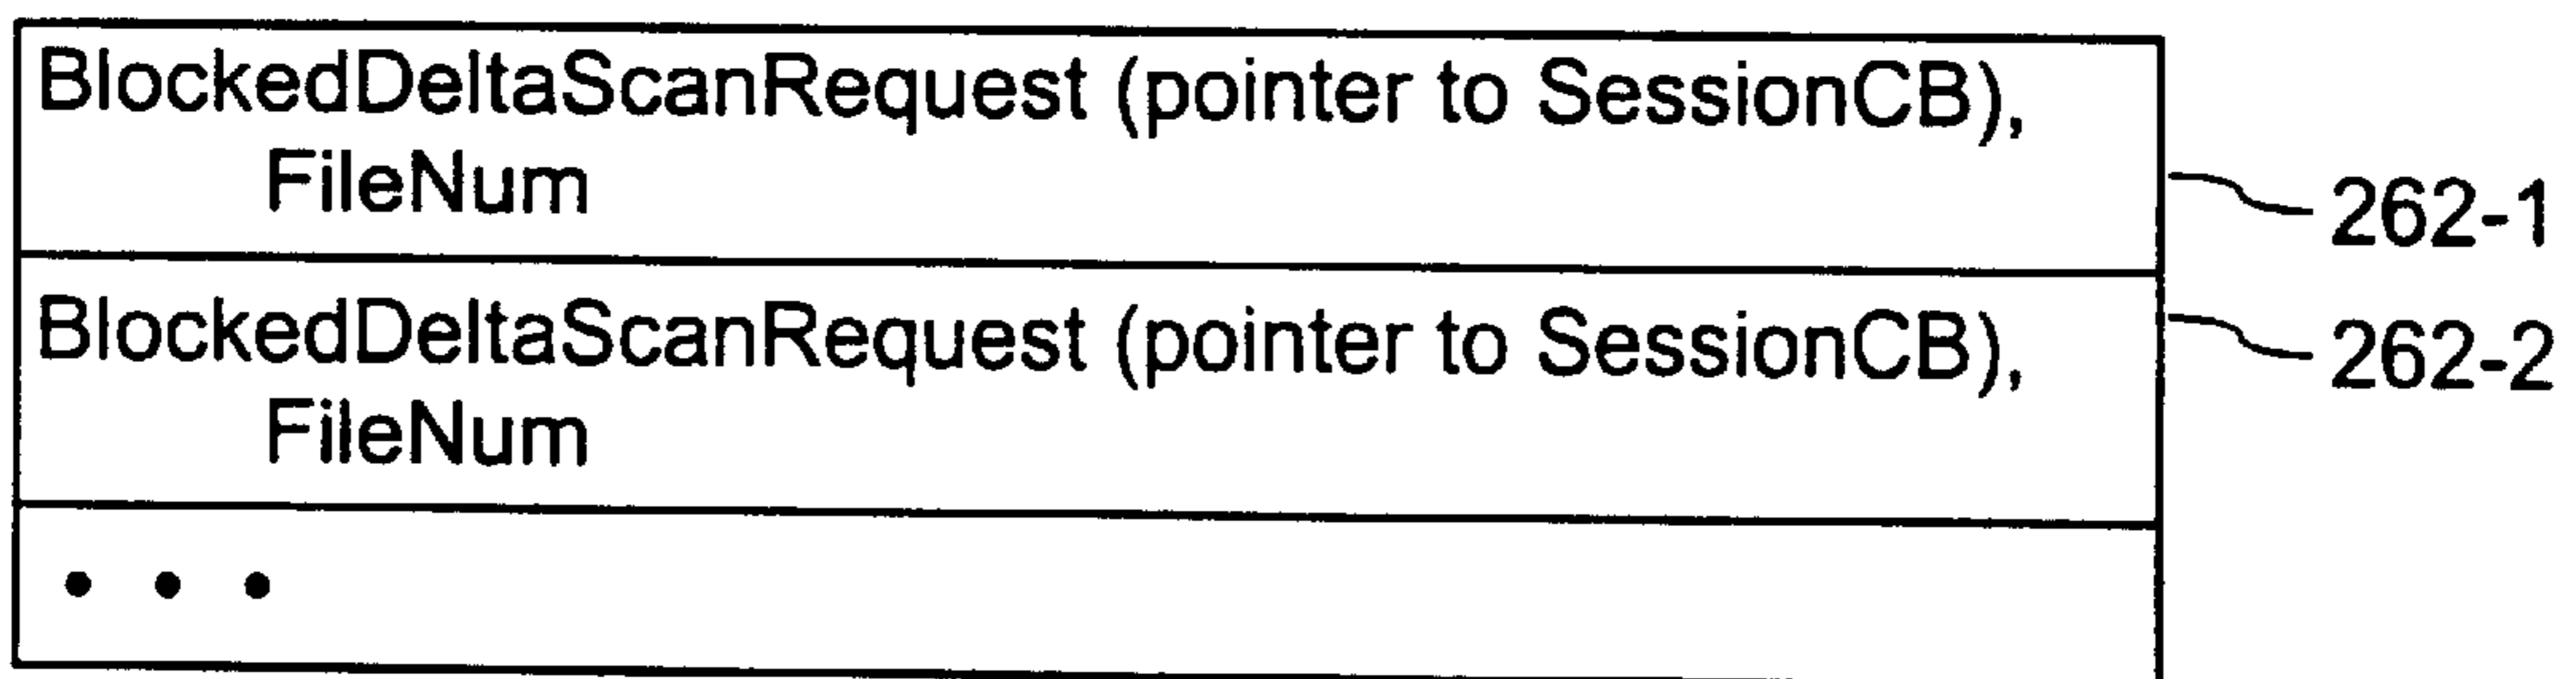 BlockedDeltaScanRequest (pointer to SessionCB),
FileNum
262-1
BlockedDeltaScanRequest (pointer to SessionCB),
FileNum
262-2
• • •